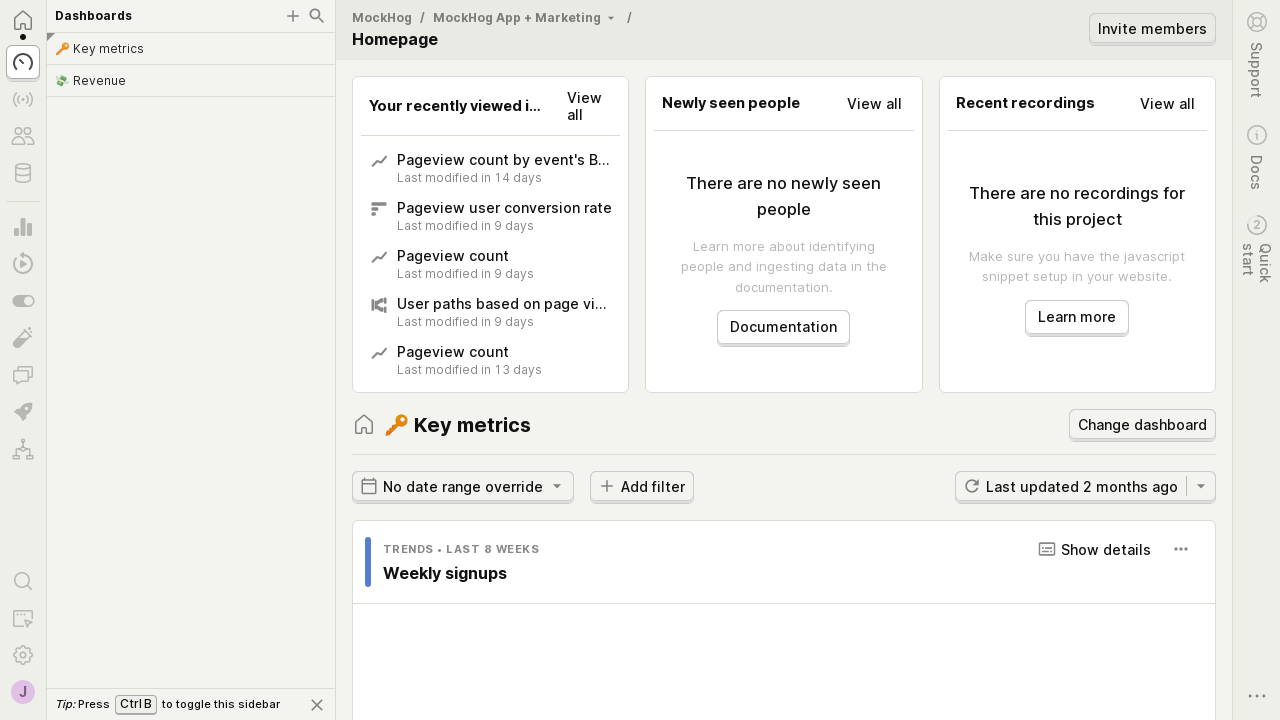 Dashboards
🔑 Key metrics
💸 Revenue
Tip: Press Ctrl B to toggle this sidebar
J
MockHog / MockHog App + Marketing /
Homepage
Invite members
Your recently viewed i...
View all
Pageview count by event's B...
Last modified in 14 days
Pageview user conversion rate
Last modified in 9 days
Pageview count
Last modified in 9 days
User paths based on page vi...
Last modified in 9 days
Pageview count
Last modified in 13 days
Newly seen people
View all
There are no newly seen
people
Learn more about identifying
people and ingesting data in the
documentation.
Documentation
Recent recordings
View all
There are no recordings for
this project
Make sure you have the javascript
snippet setup in your website.
Learn more
🔑 Key metrics
Change dashboard
No date range override
Add filter
Last updated 2 months ago
TRENDS • LAST 8 WEEKS
Weekly signups
Show details
Support
Docs
2
Quick
start